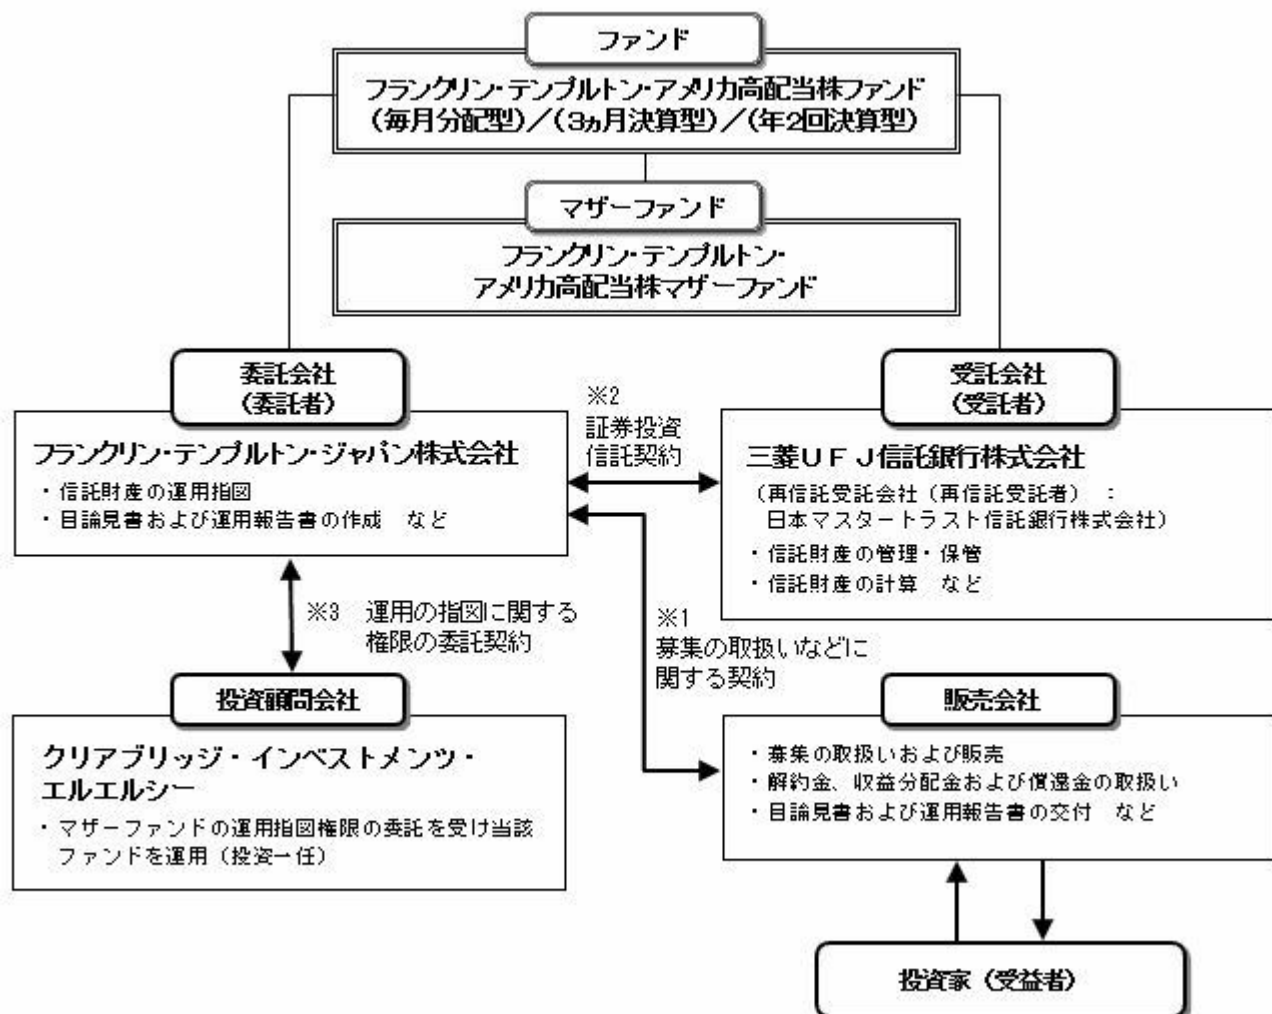 ファンド
フランクリン・テンプルトン・アメリカ高配当株ファンド
(毎月分配型)／(3ヵ月決算型)／(年2回決算型)
マザーファンド
フランクリン・テンプルトン・
アメリカ高配当株マザーファンド
委託会社
(委託者)
フランクリン・テンプルトン・ジャパン株式会社
・信託財産の運用指図
・目論見書および運用報告書の作成　など
※2
証券投資
信託契約
受託会社
(受託者)
三菱ＵＦＪ信託銀行株式会社
（再信託受託会社（再信託受託者）：
日本マスタートラスト信託銀行株式会社）
・信託財産の管理・保管
・信託財産の計算　など
※3　運用の指図に関する
権限の委託契約
※1
募集の取扱いなどに
関する契約
投資顧問会社
クリアブリッジ・インベストメンツ・
エルエルシー
・マザーファンドの運用指図権限の委託を受け当該
ファンドを運用（投資一任）
販売会社
・募集の取扱いおよび販売
・解約金、収益分配金および償還金の取扱い
・目論見書および運用報告書の交付　など
投資家（受益者）